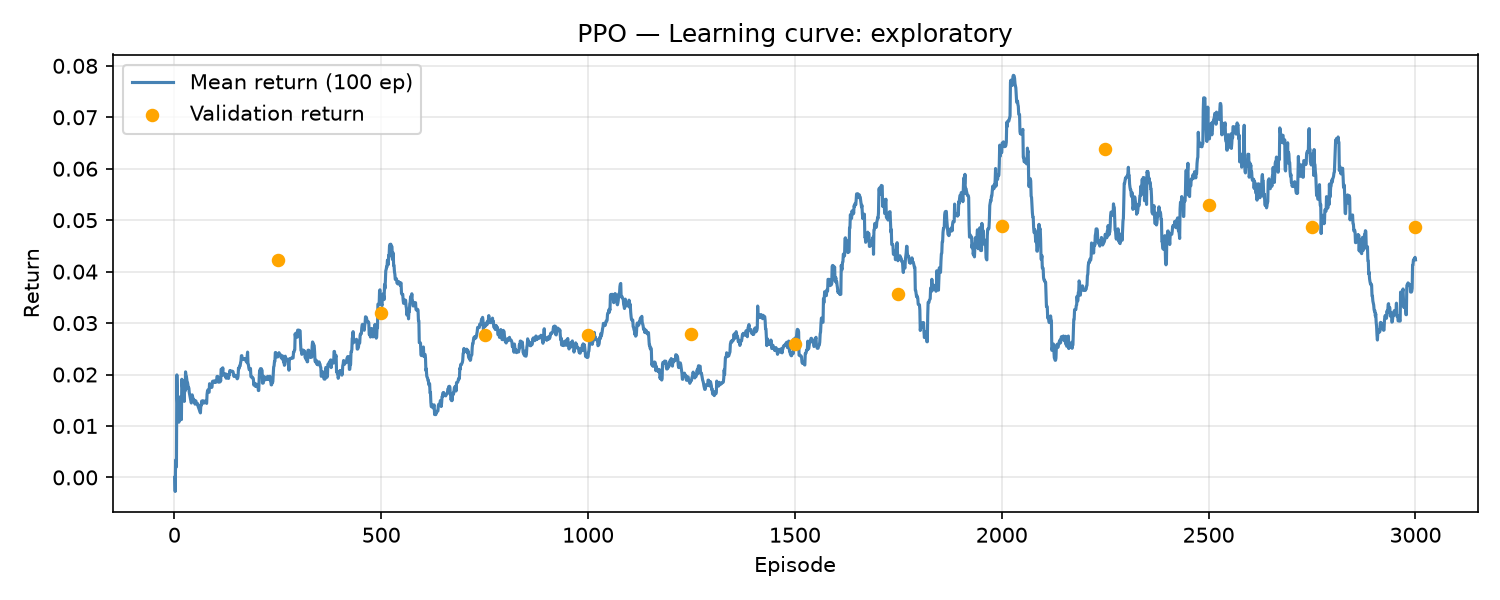 PPO — Learning curve: exploratory
Mean return (100 ep)
Validation return
Return
0.08
0.07
0.06
0.05
0.04
0.03
0.02
0.01
0.00
0 500 1000 1500 2000 2500 3000
Episode